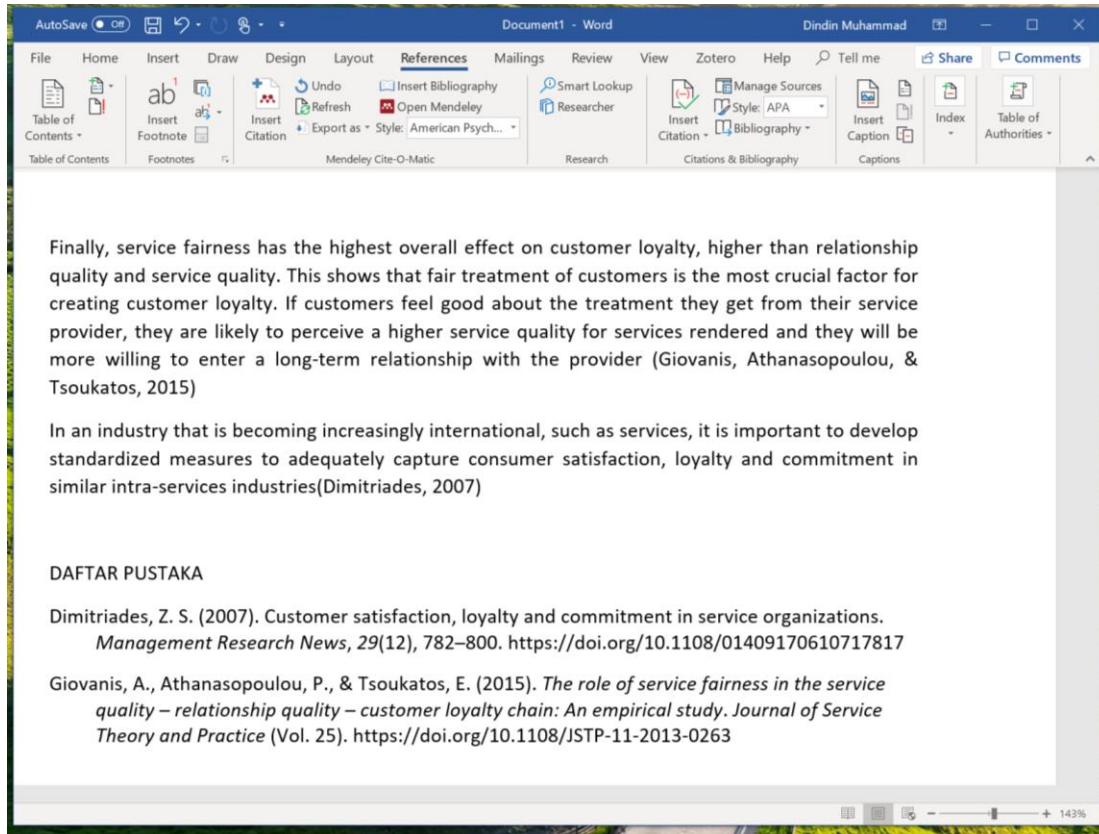 AutoSave Off Document1 - Word Dindin Muhammad
File Home Insert Draw Design Layout References Mailings Review View Zotero Help Tell me Share Comments
Table of Contents
Table of Contents
ab¹ Insert Footnote
Footnotes
Insert Citation
Undo
Refresh
Export as
Insert Bibliography
Open Mendeley
Style: American Psych...
Mendeley Cite-O-Matic
Smart Lookup
Researcher
Research
Insert Citation
Manage Sources
Style: APA
Bibliography
Citations & Bibliography
Insert Caption
Captions
Index
Table of Authorities
Finally, service fairness has the highest overall effect on customer loyalty, higher than relationship
quality and service quality. This shows that fair treatment of customers is the most crucial factor for
creating customer loyalty. If customers feel good about the treatment they get from their service
provider, they are likely to perceive a higher service quality for services rendered and they will be
more willing to enter a long-term relationship with the provider (Giovanis, Athanasopoulou, &
Tsoukatos, 2015)
In an industry that is becoming increasingly international, such as services, it is important to develop
standardized measures to adequately capture consumer satisfaction, loyalty and commitment in
similar intra-services industries(Dimitriades, 2007)
DAFTAR PUSTAKA
Dimitriades, Z. S. (2007). Customer satisfaction, loyalty and commitment in service organizations.
Management Research News, 29(12), 782–800. https://doi.org/10.1108/01409170610717817
Giovanis, A., Athanasopoulou, P., & Tsoukatos, E. (2015). The role of service fairness in the service
quality – relationship quality – customer loyalty chain: An empirical study. Journal of Service
Theory and Practice (Vol. 25). https://doi.org/10.1108/JSTP-11-2013-0263
143%